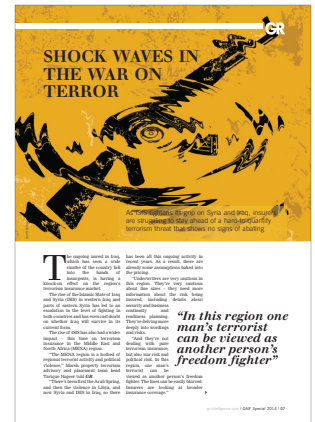 GR
SHOCK WAVES IN
THE WAR ON
TERROR
As ISIS tightens its grip on Syria and Iraq, insurers
are struggling to stay ahead of a hard-to-quantify
terrorism threat that shows no signs of abating
The ongoing unrest in Iraq,
which has seen a wide
swathe of the country fall
into the hands of
insurgents, is having a
knock-on effect on the region's
terrorism insurance market.
The rise of the Islamic State of Iraq
and Syria (ISIS) in western Iraq and
parts of eastern Syria has led to an
escalation in the level of fighting in
both countries and has even cast doubt
on whether Iraq will survive in its
current form.
The rise of ISIS has also had a wider
impact – this time on terrorism
insurance in the Middle East and
North Africa (MENA) region.
"The MENA region is a hotbed of
regional terrorist activity and political
violence," Marsh property terrorism
advisory and placement team head
Tarique Nageer told GR.
"There's been first the Arab Spring,
and then the violence in Libya, and
now Syria and ISIS in Iraq, so there
has been all this ongoing activity in
recent years. As a result, there are
already some assumptions baked into
the pricing.
"Underwriters are very cautious in
this region. They're very cautious
about line sizes – they need more
information about the risk being
insured, including details about
security and business
continuity and
readiness planning.
They're delving more
deeply into wordings
and risks.
"And they're not
dealing with pure
terrorism insurance,
but also war risk and
political risk. In this
region, one man's
terrorist can be
viewed as another person's freedom
fighter. The lines can be easily blurred.
Insurers are looking at broader
insurance coverage."
"In this region one
man's terrorist
can be viewed as
another person's
freedom fighter"
GR Special 2014 | 07